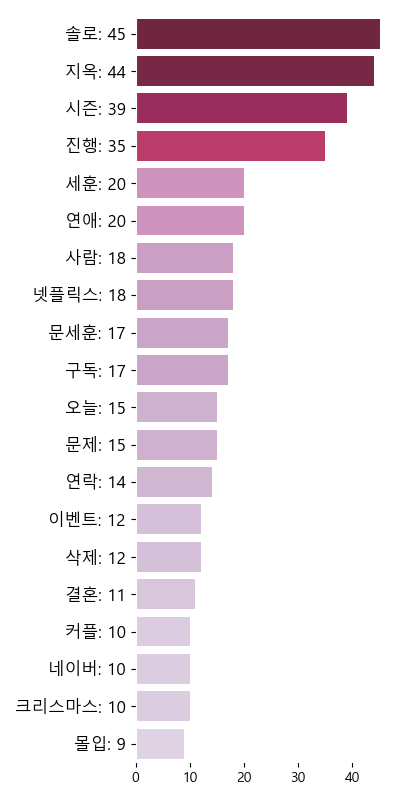 솔로: 45
지옥: 44
시즌: 39
진행: 35
세훈: 20
연애: 20
사람: 18
넷플릭스: 18
문세훈: 17
구독: 17
오늘: 15
문제: 15
연락: 14
이벤트: 12
삭제: 12
결혼: 11
커플: 10
네이버: 10
크리스마스: 10
몰입: 9
0 10 20 30 40